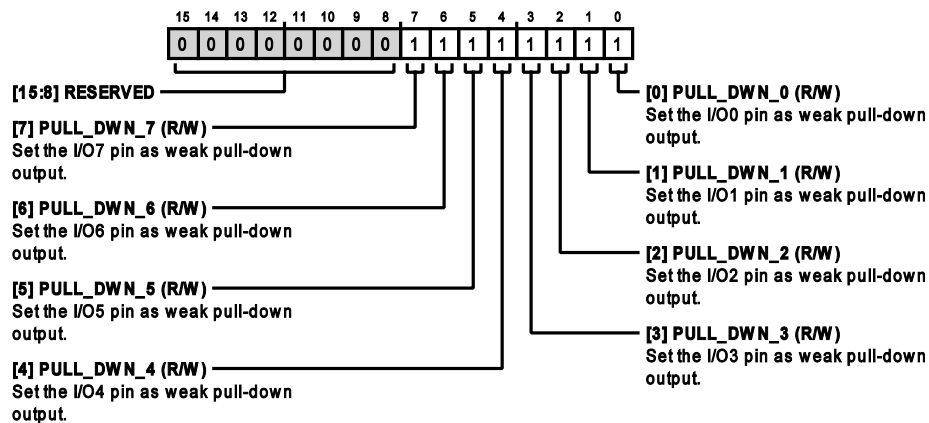 15 14 13 12 11 10 9 8 7 6 5 4 3 2 1 0
0 0 0 0 0 0 0 0 1 1 1 1 1 1 1 1
[15:8] RESERVED
[7] PULL_DWN_7 (R/W)
Set the I/O7 pin as weak pull-down
output.
[6] PULL_DWN_6 (R/W)
Set the I/O6 pin as weak pull-down
output.
[5] PULL_DWN_5 (R/W)
Set the I/O5 pin as weak pull-down
output.
[4] PULL_DWN_4 (R/W)
Set the I/O4 pin as weak pull-down
output.
[0] PULL_DWN_0 (R/W)
Set the I/O0 pin as weak pull-down
output.
[1] PULL_DWN_1 (R/W)
Set the I/O1 pin as weak pull-down
output.
[2] PULL_DWN_2 (R/W)
Set the I/O2 pin as weak pull-down
output.
[3] PULL_DWN_3 (R/W)
Set the I/O3 pin as weak pull-down
output.